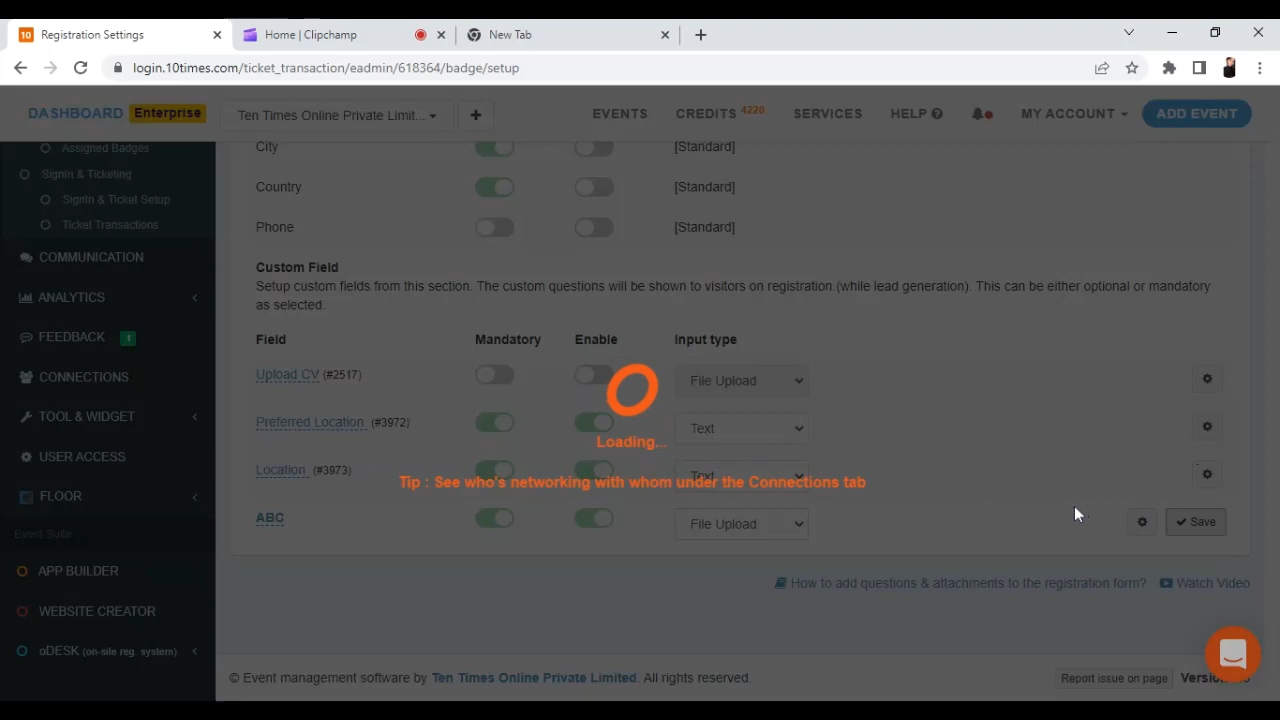 Registration Settings
Home | Clipchamp
New Tab
login.10times.com/ticket_transaction/eadmin/618364/badge/setup
DASHBOARD Enterprise
Ten Times Online Private Limit...
EVENTS
CREDITS 4220
SERVICES
HELP
MY ACCOUNT
ADD EVENT
Assigned Badges
SignIn & Ticketing
SignIn & Ticket Setup
Ticket Transactions
COMMUNICATION
ANALYTICS
FEEDBACK 1
CONNECTIONS
TOOL & WIDGET
USER ACCESS
FLOOR
Event Suite
APP BUILDER
WEBSITE CREATOR
oDESK (on-site reg. system)
City [Standard]
Country [Standard]
Phone [Standard]
Custom Field
Setup custom fields from this section. The custom questions will be shown to visitors on registration.(while lead generation). This can be either optional or mandatory
as selected.
Field Mandatory Enable Input type
Upload CV (#2517) File Upload
Preferred Location (#3972) Text
Location (#3973) Text
ABC File Upload Save
Loading...
Tip : See who's networking with whom under the Connections tab
How to add questions & attachments to the registration form? Watch Video
© Event management software by Ten Times Online Private Limited. All rights reserved.
Report issue on page